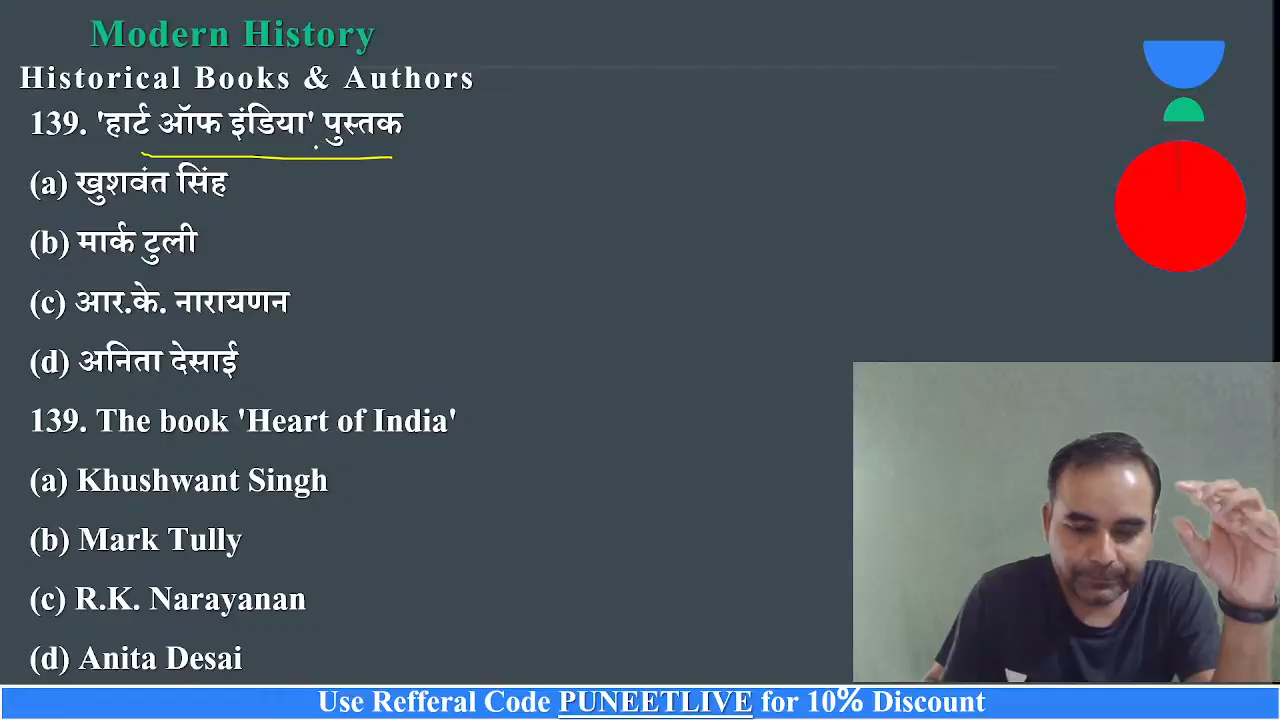 Modern History
Historical Books & Authors
139. 'हार्ट ऑफ इंडिया' पुस्तक
(a) खुशवंत सिंह
(b) मार्क टुली
(c) आर.के. नारायणन
(d) अनिता देसाई
139. The book 'Heart of India'
(a) Khushwant Singh
(b) Mark Tully
(c) R.K. Narayanan
(d) Anita Desai
Use Refferal Code PUNEETLIVE for 10% Discount